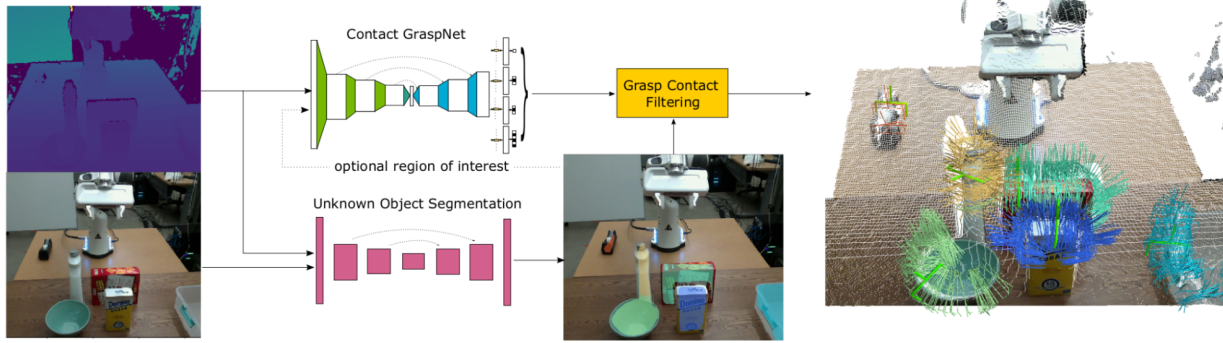 Contact GraspNet
Grasp Contact
Filtering
optional region of interest
Unknown Object Segmentation